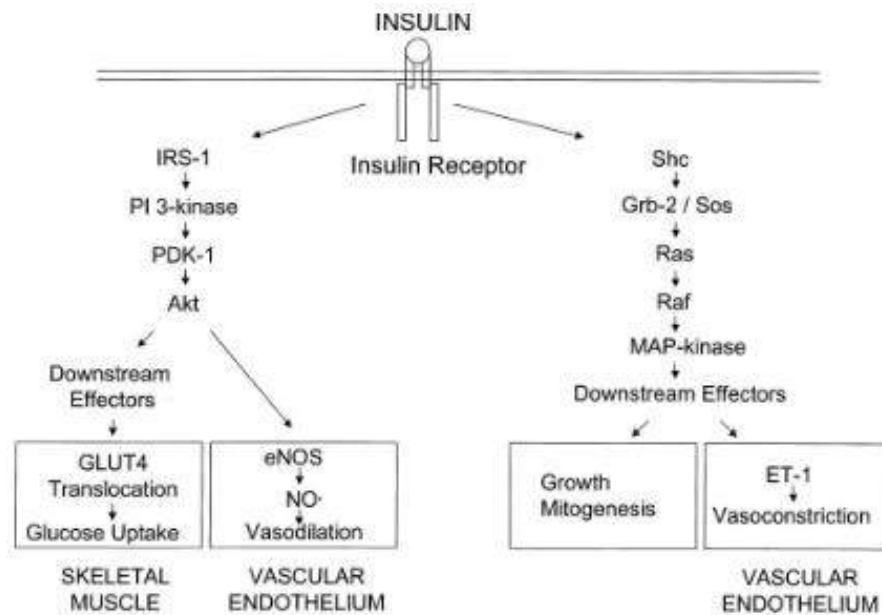 INSULIN
Insulin Receptor
IRS-1
PI 3-kinase
PDK-1
Akt
Downstream
Effectors
GLUT4
Translocation
Glucose Uptake
SKELETAL
MUSCLE
eNOS
NO·
Vasodilation
VASCULAR
ENDOTHELIUM
Shc
Grb-2 / Sos
Ras
Raf
MAP-kinase
Downstream Effectors
Growth
Mitogenesis
ET-1
Vasoconstriction
VASCULAR
ENDOTHELIUM